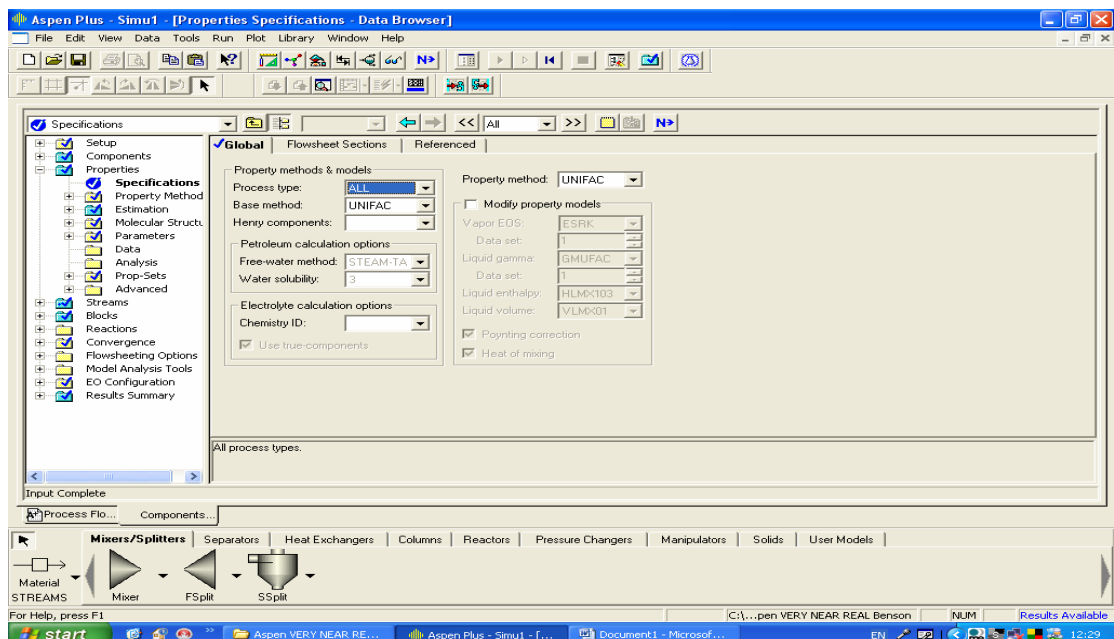 Aspen Plus - Simu1 - [Properties Specifications - Data Browser]
File Edit View Data Tools Run Plot Library Window Help
N>
Specifications
<< All >> N>
Setup
Components
Properties
Specifications
Property Method
Estimation
Molecular Structu
Parameters
Data
Analysis
Prop-Sets
Advanced
Streams
Blocks
Reactions
Convergence
Flowsheeting Options
Model Analysis Tools
EO Configuration
Results Summary
Global Flowsheet Sections Referenced
Property methods & models
Process type: ALL
Base method: UNIFAC
Henry components:
Petroleum calculation options
Free-water method: STEAM-TA
Water solubility: 3
Electrolyte calculation options
Chemistry ID:
Use true-components
Property method: UNIFAC
Modify property models
Vapor EOS: ESRK
Data set: 1
Liquid gamma: GMUFAC
Data set: 1
Liquid enthalpy: HLMX103
Liquid volume: VLMX01
Poynting correction
Heat of mixing
All process types.
Input Complete
Process Flo... Components...
Mixers/Splitters Separators Heat Exchangers Columns Reactors Pressure Changers Manipulators Solids User Models
Material
STREAMS Mixer FSplit SSplit
For Help, press F1 C:\...pen VERY NEAR REAL Benson NUM Results Available
start Aspen VERY NEAR RE... Aspen Plus - Simu1 - [... Document1 - Microsof... EN 12:29